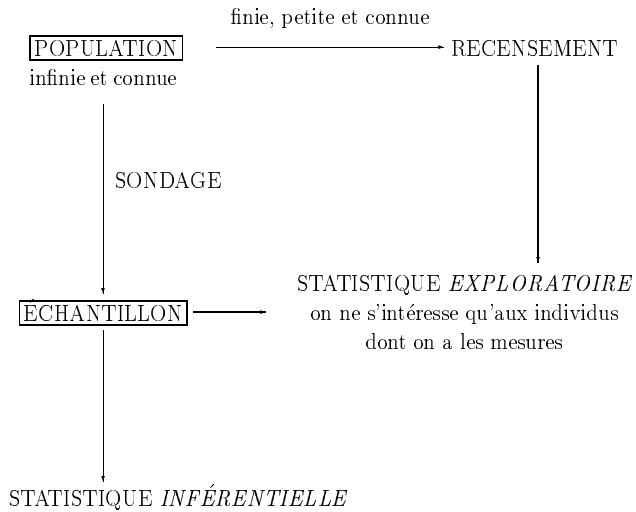 finie, petite et connue
POPULATION
RECENSEMENT
infinie et connue
SONDAGE
STATISTIQUE EXPLORATOIRE
ÉCHANTILLON
on ne s'intéresse qu'aux individus
dont on a les mesures
STATISTIQUE INFÉRENTIELLE